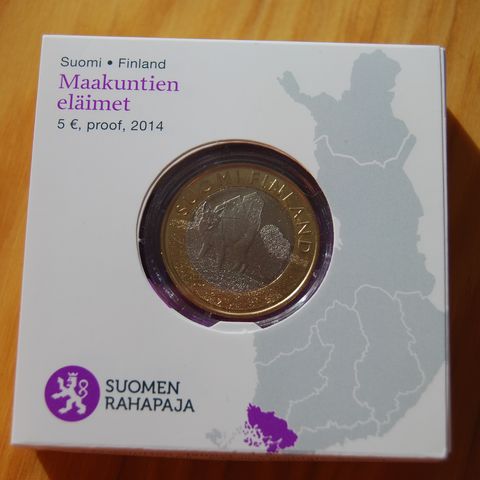 Suomi • Finland
Maakuntien
eläimet
5 €, proof, 2014
SUOMI FINLAND
SUOMEN
RAHAPAJA